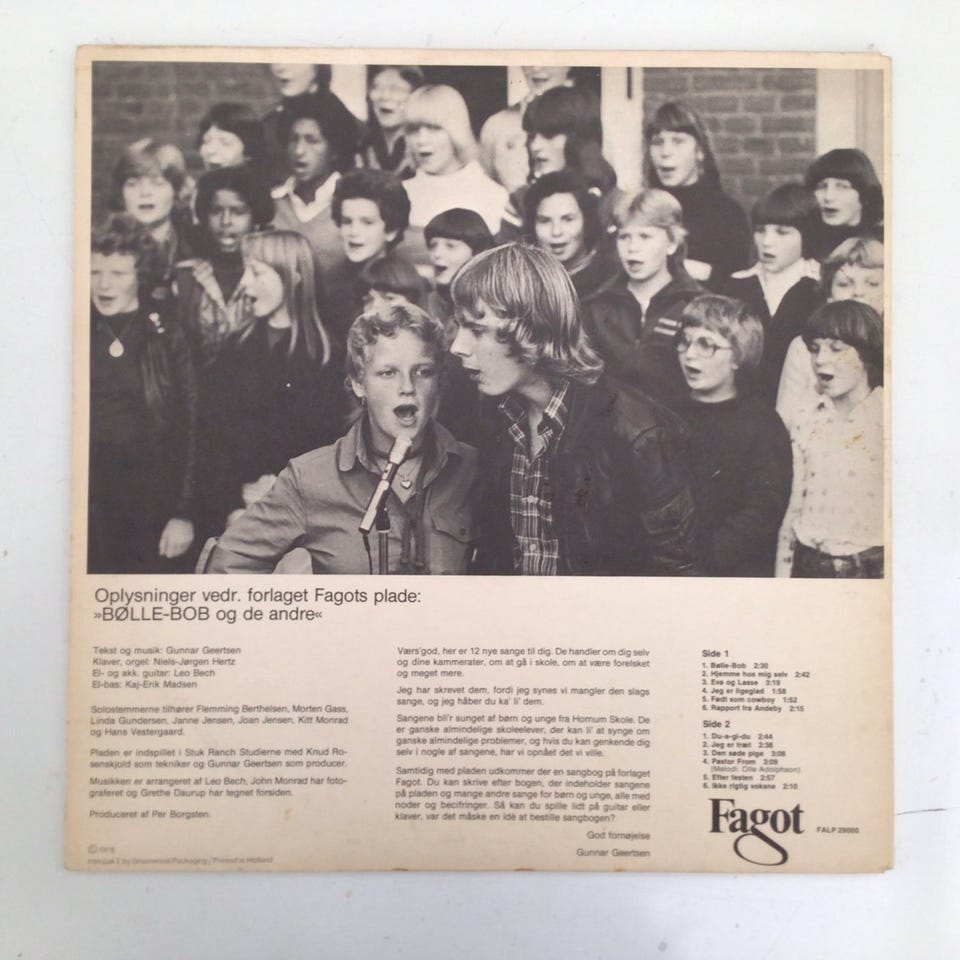 Oplysninger vedr. forlaget Fagots plade:
»BØLLE-BOB og de andre«
Tekst og musik: Gunnar Geertsen
Klaver, orgel: Niels-Jørgen Hertz
El- og akk. guitar: Leo Bech
El-bas: Kaj-Erik Madsen
Solostemmerne tilhører Flemming Berthelsen, Morten Gass,
Linda Gundersen, Janne Jensen, Joan Jensen, Kitt Monrad
og Hans Vestergaard.
Pladen er indspillet i Stuk Ranch Studierne med Knud Ro-
senskjold som tekniker og Gunnar Geertsen som producer.
Musikken er arrangeret af Leo Bech, John Monrad har foto-
graferet og Grethe Daurup har tegnet forsiden.
Produceret af Per Borgsten.
© 1978
Interpak | by Shorewood Packaging / Printed in Holland
Værs'god, her er 12 nye sange til dig. De handler om dig selv
og dine kammerater, om at gå i skole, om at være forelsket
og meget mere.
Jeg har skrevet dem, fordi jeg synes vi mangler den slags
sange, og jeg håber du ka' li' dem.
Sangene bli'r sunget af børn og unge fra Hornum Skole. De
er ganske almindelige skoleelever, der kan li' at synge om
ganske almindelige problemer, og hvis du kan genkende dig
selv i nogle af sangene, har vi opnået det vi ville.
Samtidig med pladen udkommer der en sangbog på forlaget
Fagot. Du kan skrive efter bogen, der indeholder sangene
på pladen og mange andre sange for børn og unge, alle med
noder og becifringer. Så kan du spille lidt på guitar eller
klaver, var det måske en idé at bestille sangbogen?
God fornøjelse
Gunnar Geertsen
Side 1
1. Bølle-Bob 2:30
2. Hjemme hos mig selv 2:42
3. Eva og Lasse 3:19
4. Jeg er ligeglad 1:58
5. Født som cowboy 1:52
6. Rapport fra Andeby 2:15
Side 2
1. Du-a-gi-du 2:44
2. Jeg er træt 2:38
3. Den søde pige 3:08
4. Pastor From 3:09
(Melodi: Olle Adolphson)
5. Efter festen 2:57
6. Ikke rigtig voksne 2:10
Fagot FALP 29000